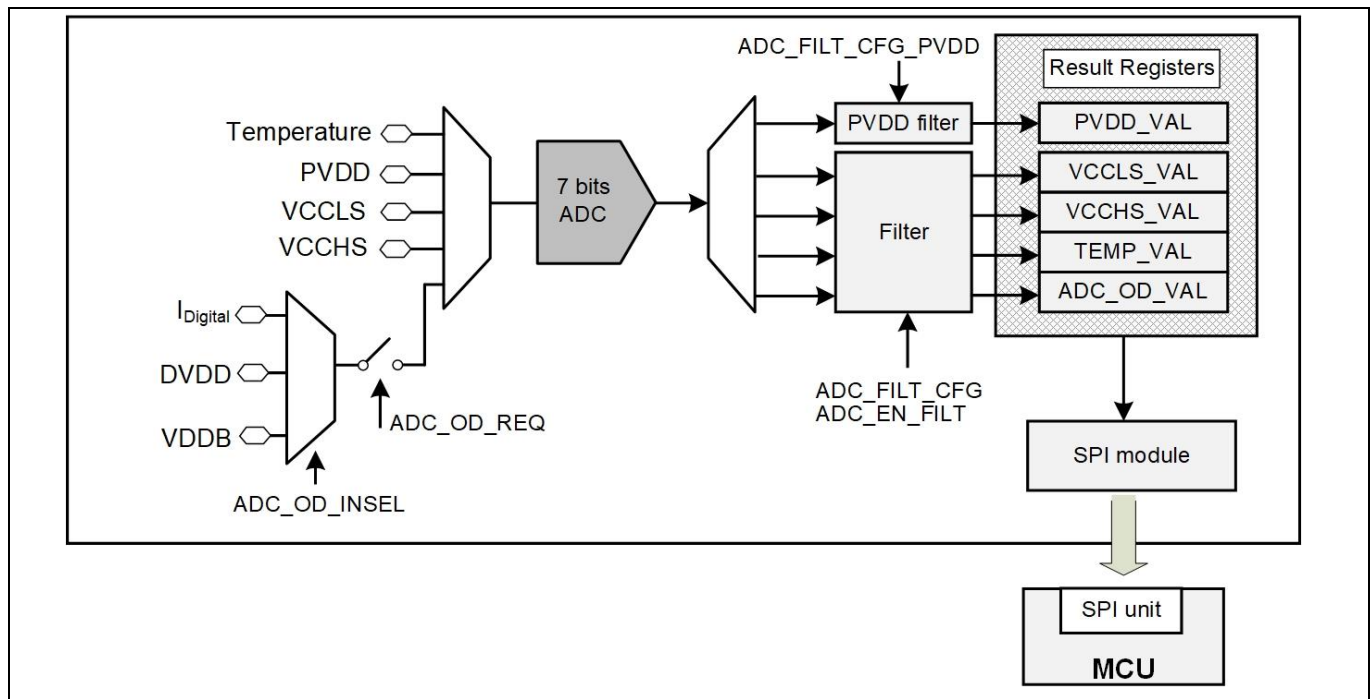 ADC_FILT_CFG_PVDD
Result Registers
Temperature
PVDD
VCCLS
VCCHS
7 bits
ADC
PVDD filter
Filter
PVDD_VAL
VCCLS_VAL
VCCHS_VAL
TEMP_VAL
ADC_OD_VAL
IDigital
DVDD
VDDB
ADC_OD_REQ
ADC_OD_INSEL
ADC_FILT_CFG
ADC_EN_FILT
SPI module
SPI unit
MCU